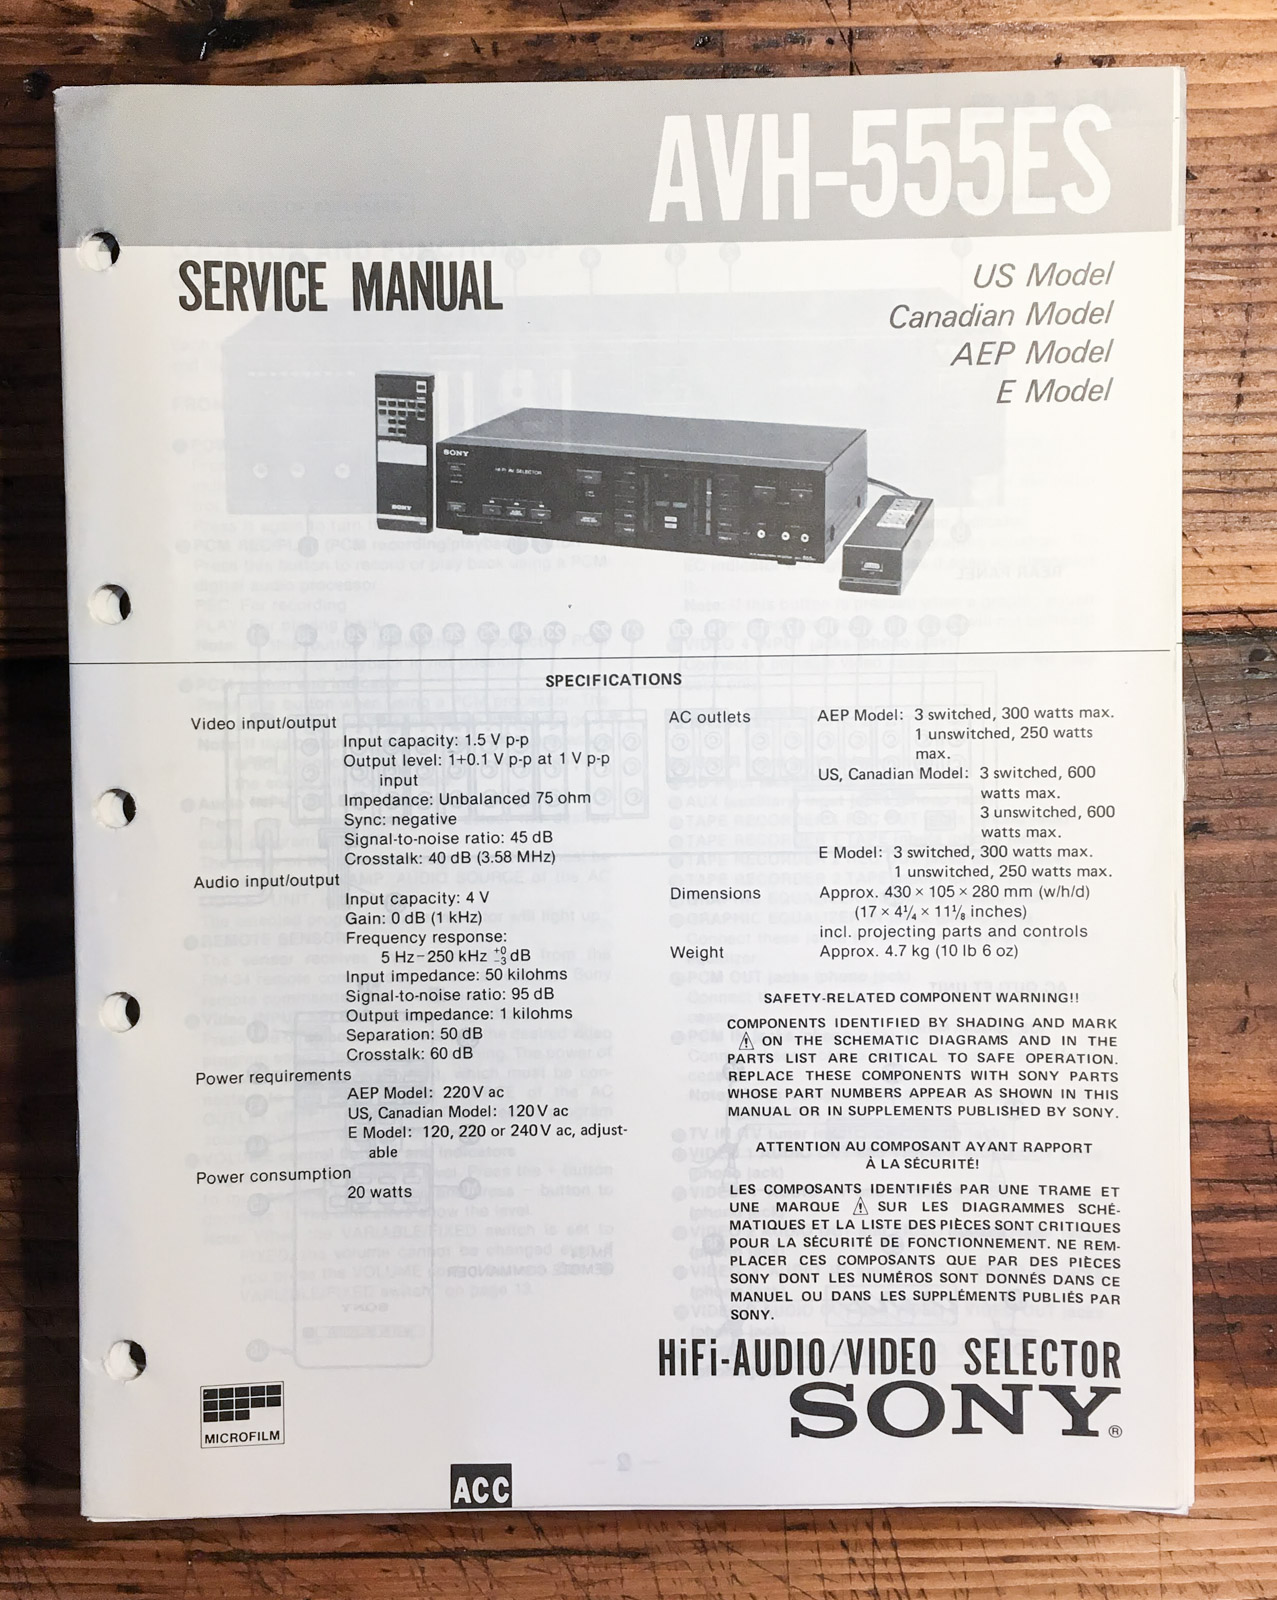 AVH-555ES
SERVICE MANUAL
US Model
Canadian Model
AEP Model
E Model
SONY
Hi Fi AV SELECTOR
SONY
SPECIFICATIONS
Video input/output
Input capacity: 1.5 V p-p
Output level: 1+0.1 V p-p at 1 V p-p
input
Impedance: Unbalanced 75 ohm
Sync: negative
Signal-to-noise ratio: 45 dB
Crosstalk: 40 dB (3.58 MHz)
Audio input/output
Input capacity: 4 V
Gain: 0 dB (1 kHz)
Frequency response:
5 Hz–250 kHz +0 −3 dB
Input impedance: 50 kilohms
Signal-to-noise ratio: 95 dB
Output impedance: 1 kilohms
Separation: 50 dB
Crosstalk: 60 dB
Power requirements
AEP Model: 220 V ac
US, Canadian Model: 120 V ac
E Model: 120, 220 or 240 V ac, adjust-
able
Power consumption
20 watts
AC outlets AEP Model: 3 switched, 300 watts max.
1 unswitched, 250 watts
max.
US, Canadian Model: 3 switched, 600
watts max.
3 unswitched, 600
watts max.
E Model: 3 switched, 300 watts max.
1 unswitched, 250 watts max.
Dimensions Approx. 430 × 105 × 280 mm (w/h/d)
(17 × 4¼ × 11⅛ inches)
incl. projecting parts and controls
Weight Approx. 4.7 kg (10 lb 6 oz)
SAFETY-RELATED COMPONENT WARNING!!
COMPONENTS IDENTIFIED BY SHADING AND MARK
⚠ ON THE SCHEMATIC DIAGRAMS AND IN THE
PARTS LIST ARE CRITICAL TO SAFE OPERATION.
REPLACE THESE COMPONENTS WITH SONY PARTS
WHOSE PART NUMBERS APPEAR AS SHOWN IN THIS
MANUAL OR IN SUPPLEMENTS PUBLISHED BY SONY.
ATTENTION AU COMPOSANT AYANT RAPPORT
À LA SÉCURITÉ!
LES COMPOSANTS IDENTIFIÉS PAR UNE TRAME ET
UNE MARQUE ⚠ SUR LES DIAGRAMMES SCHÉ-
MATIQUES ET LA LISTE DES PIÈCES SONT CRITIQUES
POUR LA SÉCURITÉ DE FONCTIONNEMENT. NE REM-
PLACER CES COMPOSANTS QUE PAR DES PIÈCES
SONY DONT LES NUMÉROS SONT DONNÉS DANS CE
MANUEL OU DANS LES SUPPLÉMENTS PUBLIÉS PAR
SONY.
HiFi-AUDIO/VIDEO SELECTOR
SONY®
MICROFILM
ACC